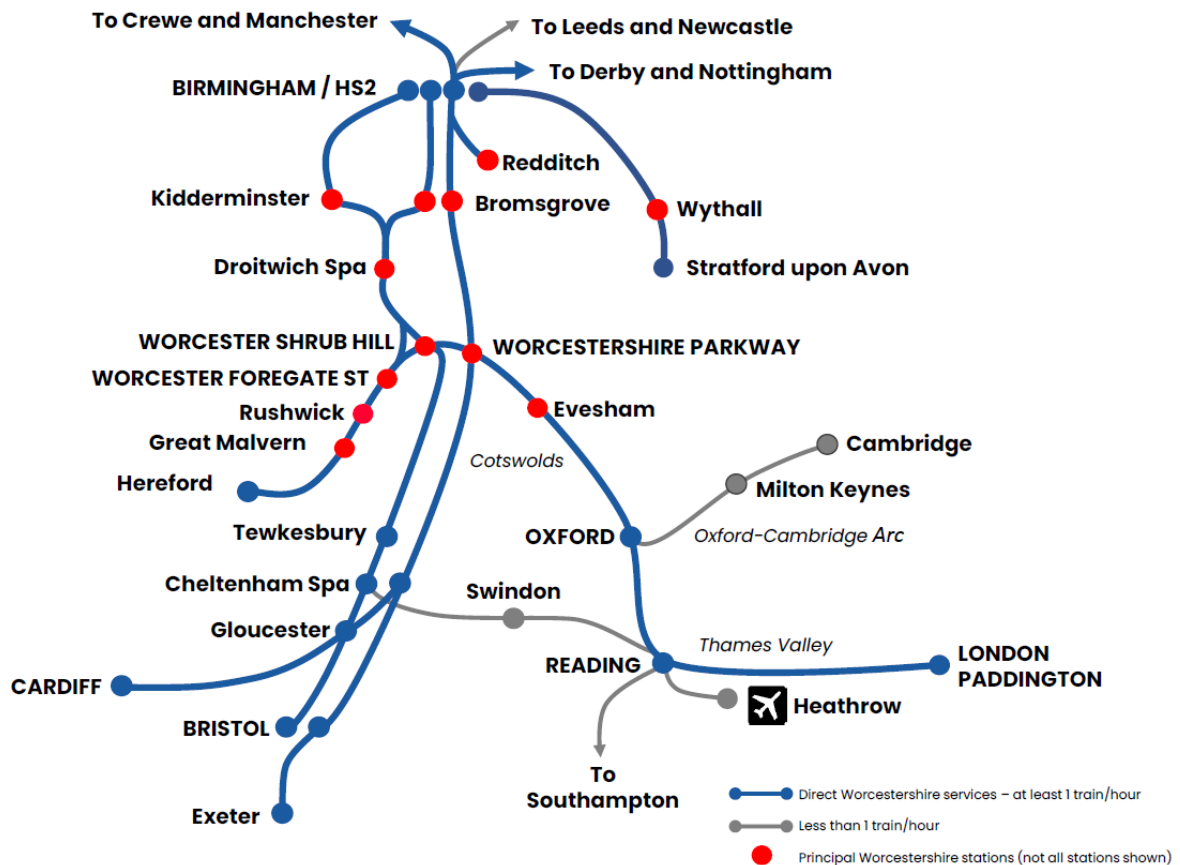 To Crewe and Manchester
To Leeds and Newcastle
To Derby and Nottingham
BIRMINGHAM / HS2
Redditch
Kidderminster
Bromsgrove
Wythall
Droitwich Spa
Stratford upon Avon
WORCESTER SHRUB HILL
WORCESTERSHIRE PARKWAY
WORCESTER FOREGATE ST
Rushwick
Evesham
Great Malvern
Cotswolds
Cambridge
Hereford
Milton Keynes
Tewkesbury
OXFORD
Oxford-Cambridge Arc
Cheltenham Spa
Swindon
Gloucester
Thames Valley
READING
LONDON
PADDINGTON
CARDIFF
Heathrow
BRISTOL
To
Southampton
Exeter
Direct Worcestershire services – at least 1 train/hour
Less than 1 train/hour
Principal Worcestershire stations (not all stations shown)